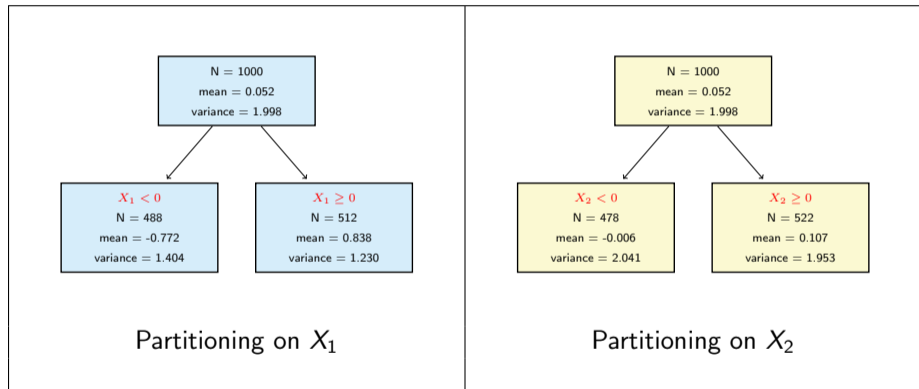 N = 1000
mean = 0.052
variance = 1.998
X₁ < 0
N = 488
mean = -0.772
variance = 1.404
X₁ ≥ 0
N = 512
mean = 0.838
variance = 1.230
Partitioning on X₁
N = 1000
mean = 0.052
variance = 1.998
X₂ < 0
N = 478
mean = -0.006
variance = 2.041
X₂ ≥ 0
N = 522
mean = 0.107
variance = 1.953
Partitioning on X₂